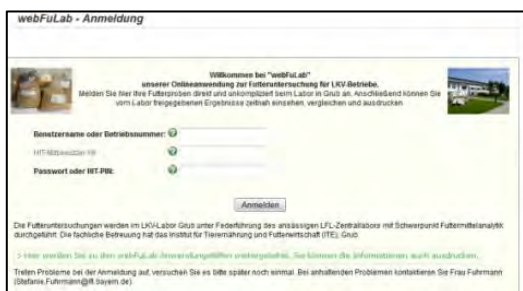 webFuLab - Anmeldung
Willkommen bei "webFuLab"
unserer Onlineanwendung zur Futteruntersuchung für LKV-Betriebe.
Melden Sie hier Ihre Futterproben direkt und unkompliziert beim Labor in Grub an. Anschließend können Sie
vom Labor freigegebenen Ergebnisse zeitnah einsehen, vergleichen und ausdrucken.
Benutzername oder Betriebsnummer:
HIT-Mitbenutzer
Passwort oder HIT-PIN:
Anmelden
Die Futteruntersuchungen werden im LKV-Labor Grub unter Federführung des ansässigen LFL-Zentrallabors mit Schwerpunkt Futtermittelanalytik
durchgeführt. Die fachliche Betreuung hat das Institut für Tierernährung und Futterwirtschaft (ITE), Grub.
> Hier werden Sie zu den webFuLab-Anwendungshilfen weitergeleitet. Sie können die Informationen auch ausdrucken.
Treten Probleme bei der Anmeldung auf, versuchen Sie es bitte später noch einmal. Bei anhaltenden Problemen kontaktieren Sie Frau Fuhrmann
(Stefanie.Fuhrmann@lfl.bayern.de).